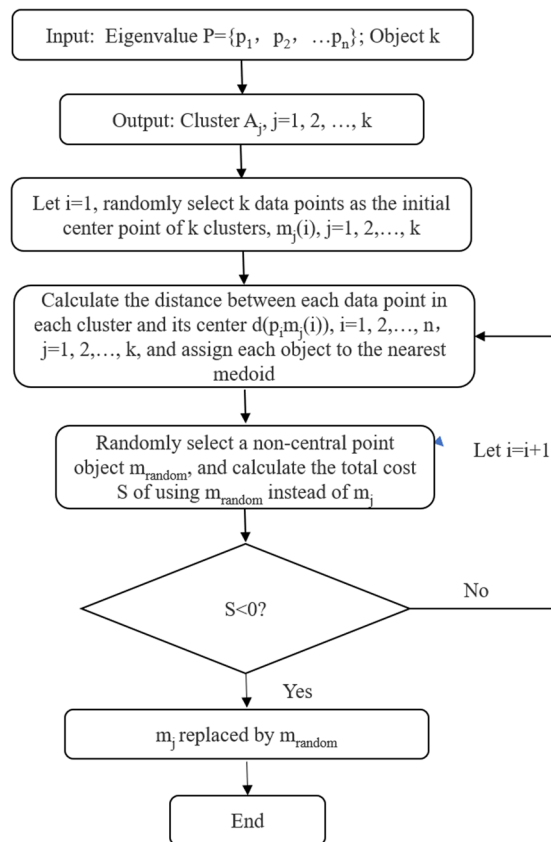 Input: Eigenvalue P={p₁, p₂, …pₙ}; Object k
Output: Cluster Aⱼ, j=1, 2, …, k
Let i=1, randomly select k data points as the initial
center point of k clusters, mⱼ(i), j=1, 2,…, k
Calculate the distance between each data point in
each cluster and its center d(pᵢmⱼ(i)), i=1, 2,…, n,
j=1, 2,…, k, and assign each object to the nearest
medoid
Randomly select a non-central point
object m_random, and calculate the total cost
S of using m_random instead of mⱼ
Let i=i+1
S<0?
No
Yes
mⱼ replaced by m_random
End